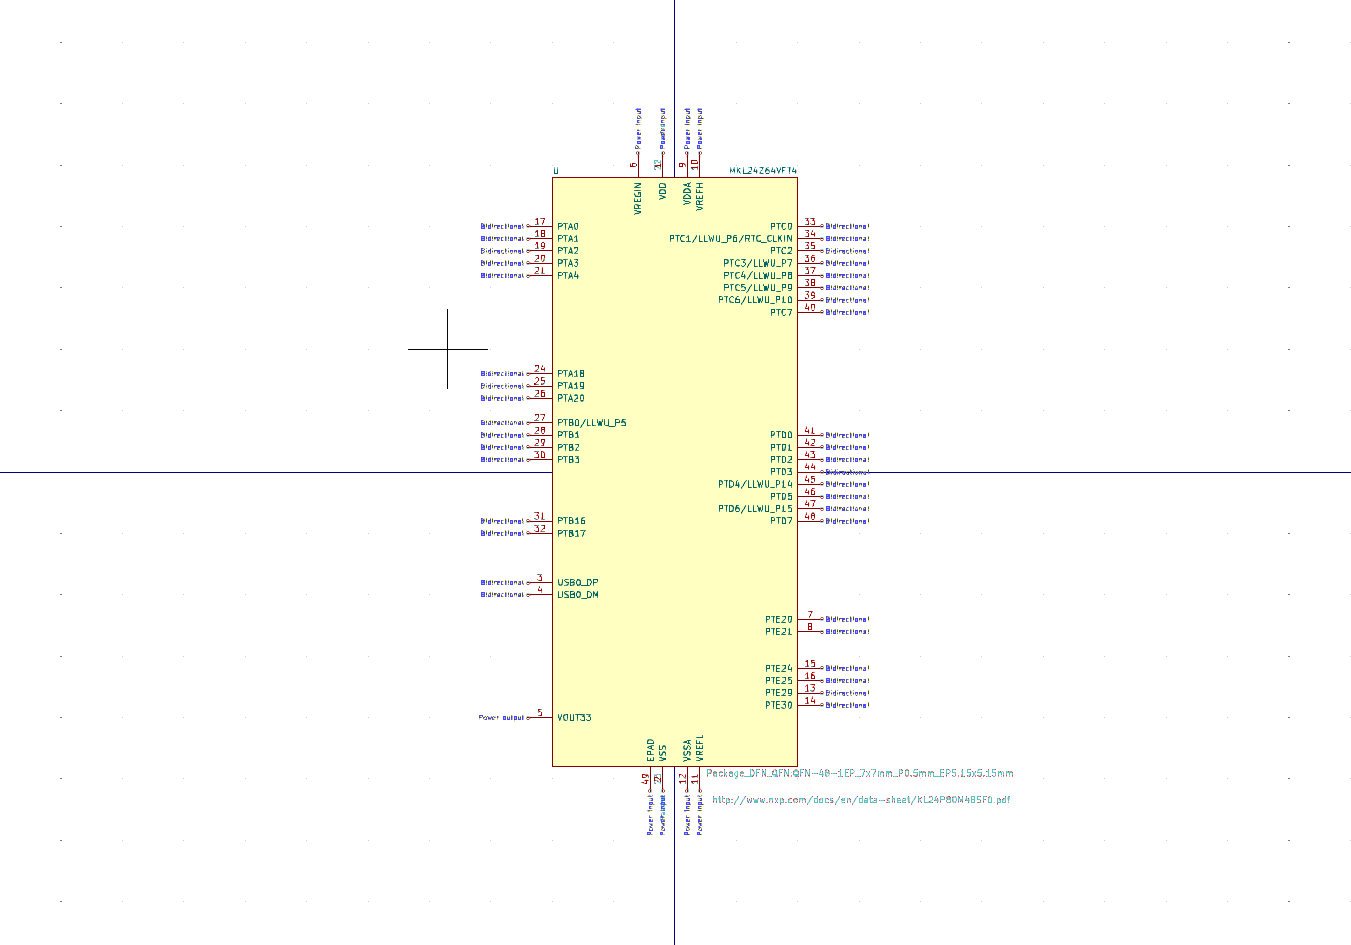 Power Input
Power Input
Power Input
6
9
10
U
MKL24Z64VFT4
VREGIN
VDD
VDDA
VREFH
Bidirectional 17 PTA0
Bidirectional 18 PTA1
Bidirectional 19 PTA2
Bidirectional 20 PTA3
Bidirectional 21 PTA4
PTC0 33 Bidirectional
PTC1/LLWU_P6/RTC_CLKIN 34 Bidirectional
PTC2 35 Bidirectional
PTC3/LLWU_P7 36 Bidirectional
PTC4/LLWU_P8 37 Bidirectional
PTC5/LLWU_P9 38 Bidirectional
PTC6/LLWU_P10 39 Bidirectional
PTC7 40 Bidirectional
Bidirectional 24 PTA18
Bidirectional 25 PTA19
Bidirectional 26 PTA20
Bidirectional 27 PTB0/LLWU_P5
Bidirectional 28 PTB1
Bidirectional 29 PTB2
Bidirectional 30 PTB3
PTD0 41 Bidirectional
PTD1 42 Bidirectional
PTD2 43 Bidirectional
PTD3 44 Bidirectional
PTD4/LLWU_P14 45 Bidirectional
PTD5 46 Bidirectional
PTD6/LLWU_P15 47 Bidirectional
PTD7 48 Bidirectional
Bidirectional 31 PTB16
Bidirectional 32 PTB17
Bidirectional 3 USB0_DP
Bidirectional 4 USB0_DM
PTE20 7 Bidirectional
PTE21 8 Bidirectional
PTE24 15 Bidirectional
PTE25 16 Bidirectional
PTE29 13 Bidirectional
PTE30 14 Bidirectional
Power output 5 VOUT33
EPAD
VSS
VSSA
VREFL
49
12
11
Package_DFN_QFN:QFN-48-1EP_7x7mm_P0.5mm_EP5.15x5.15mm
http://www.nxp.com/docs/en/data-sheet/KL24P80M48SF0.pdf
Power Input
Power Input
Power Input